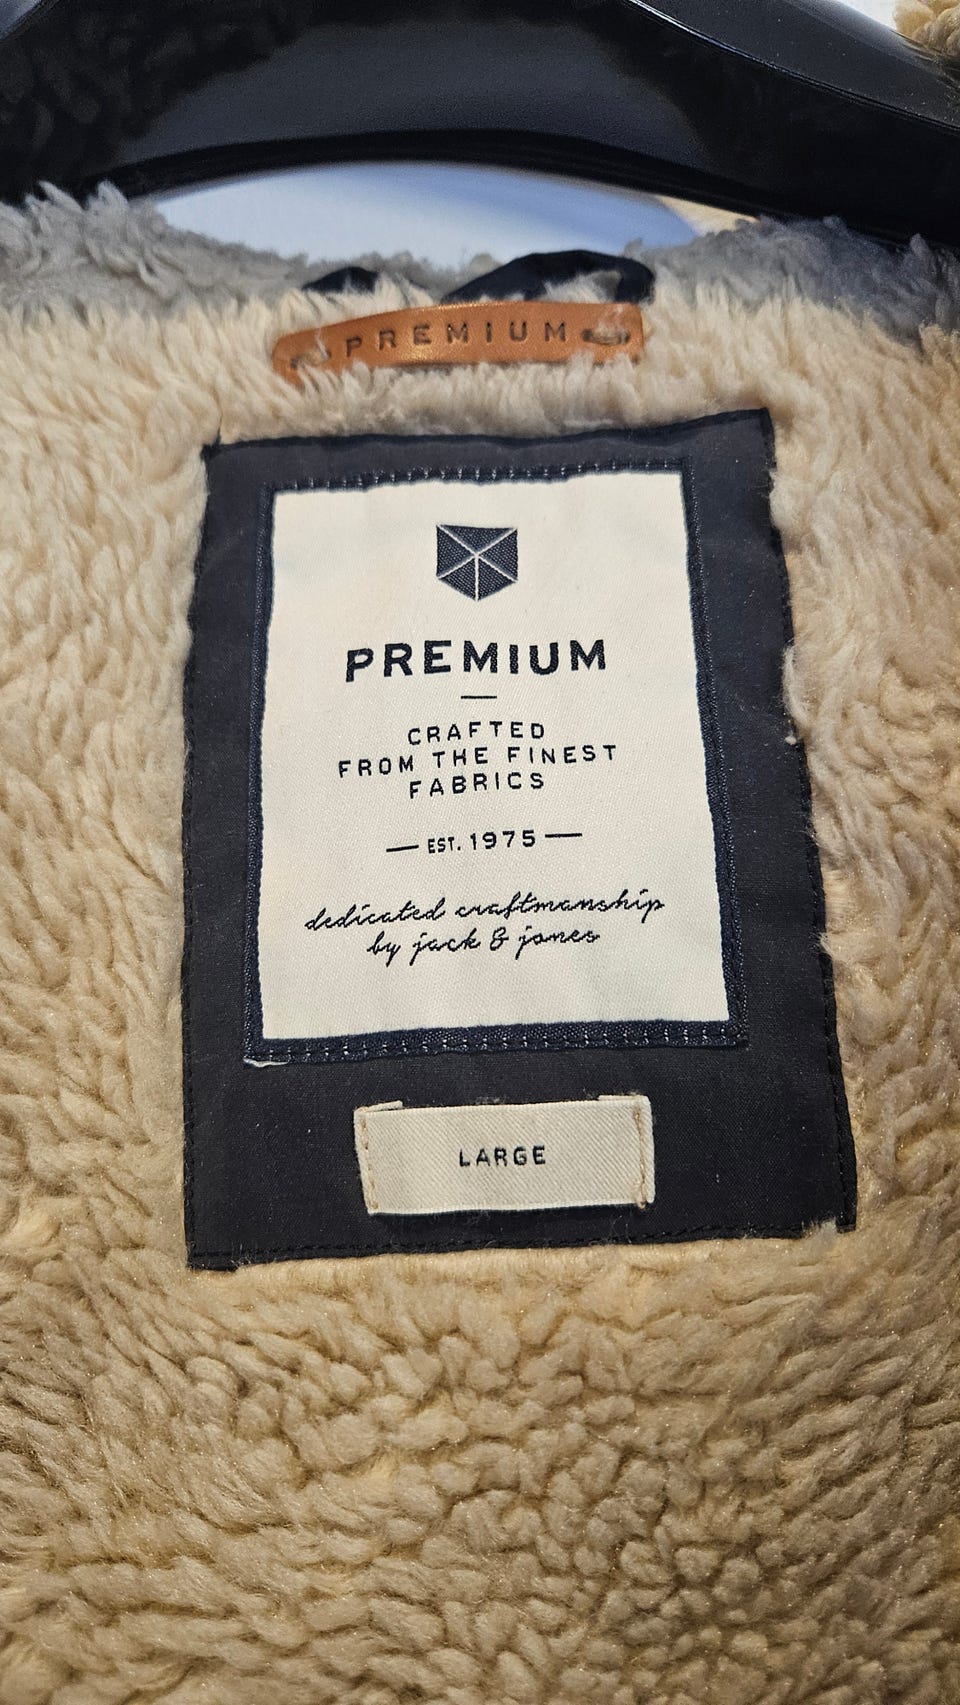 PREMIUM
PREMIUM
CRAFTED
FROM THE FINEST
FABRICS
EST. 1975
dedicated craftmanship
by jack & jones
LARGE